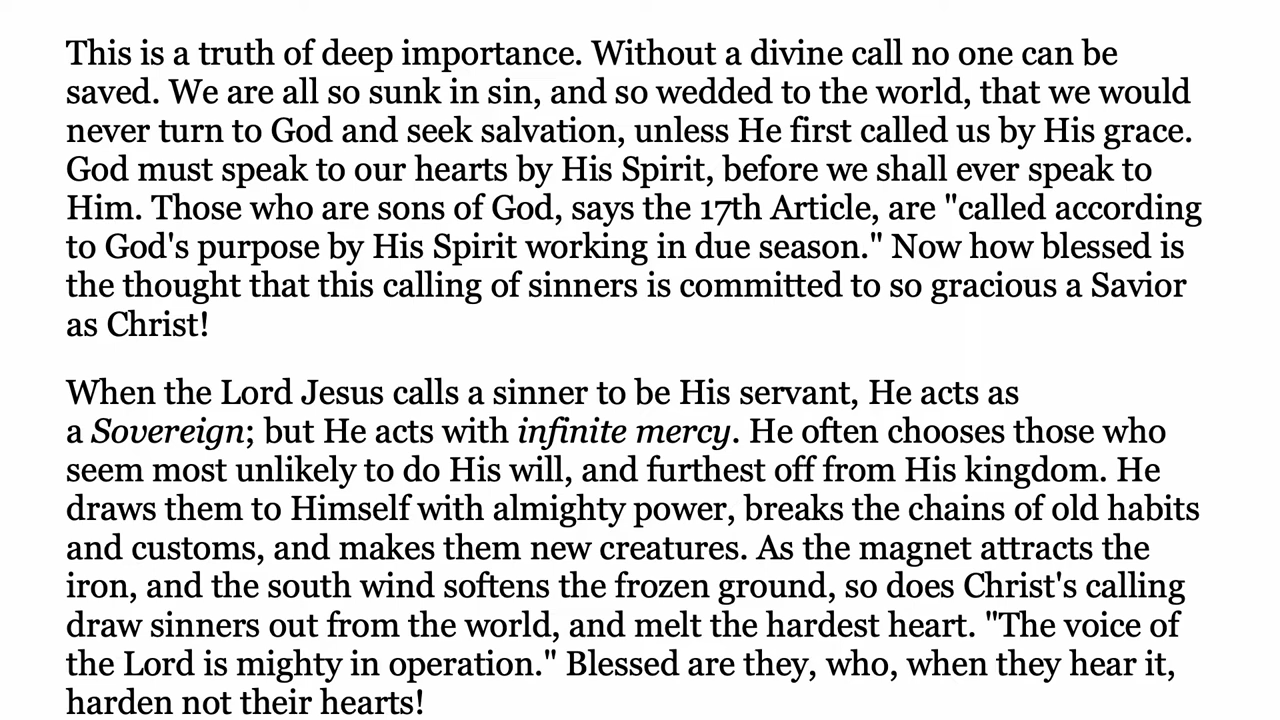 This is a truth of deep importance. Without a divine call no one can be
saved. We are all so sunk in sin, and so wedded to the world, that we would
never turn to God and seek salvation, unless He first called us by His grace.
God must speak to our hearts by His Spirit, before we shall ever speak to
Him. Those who are sons of God, says the 17th Article, are "called according
to God's purpose by His Spirit working in due season." Now how blessed is
the thought that this calling of sinners is committed to so gracious a Savior
as Christ!
When the Lord Jesus calls a sinner to be His servant, He acts as
a Sovereign; but He acts with infinite mercy. He often chooses those who
seem most unlikely to do His will, and furthest off from His kingdom. He
draws them to Himself with almighty power, breaks the chains of old habits
and customs, and makes them new creatures. As the magnet attracts the
iron, and the south wind softens the frozen ground, so does Christ's calling
draw sinners out from the world, and melt the hardest heart. "The voice of
the Lord is mighty in operation." Blessed are they, who, when they hear it,
harden not their hearts!